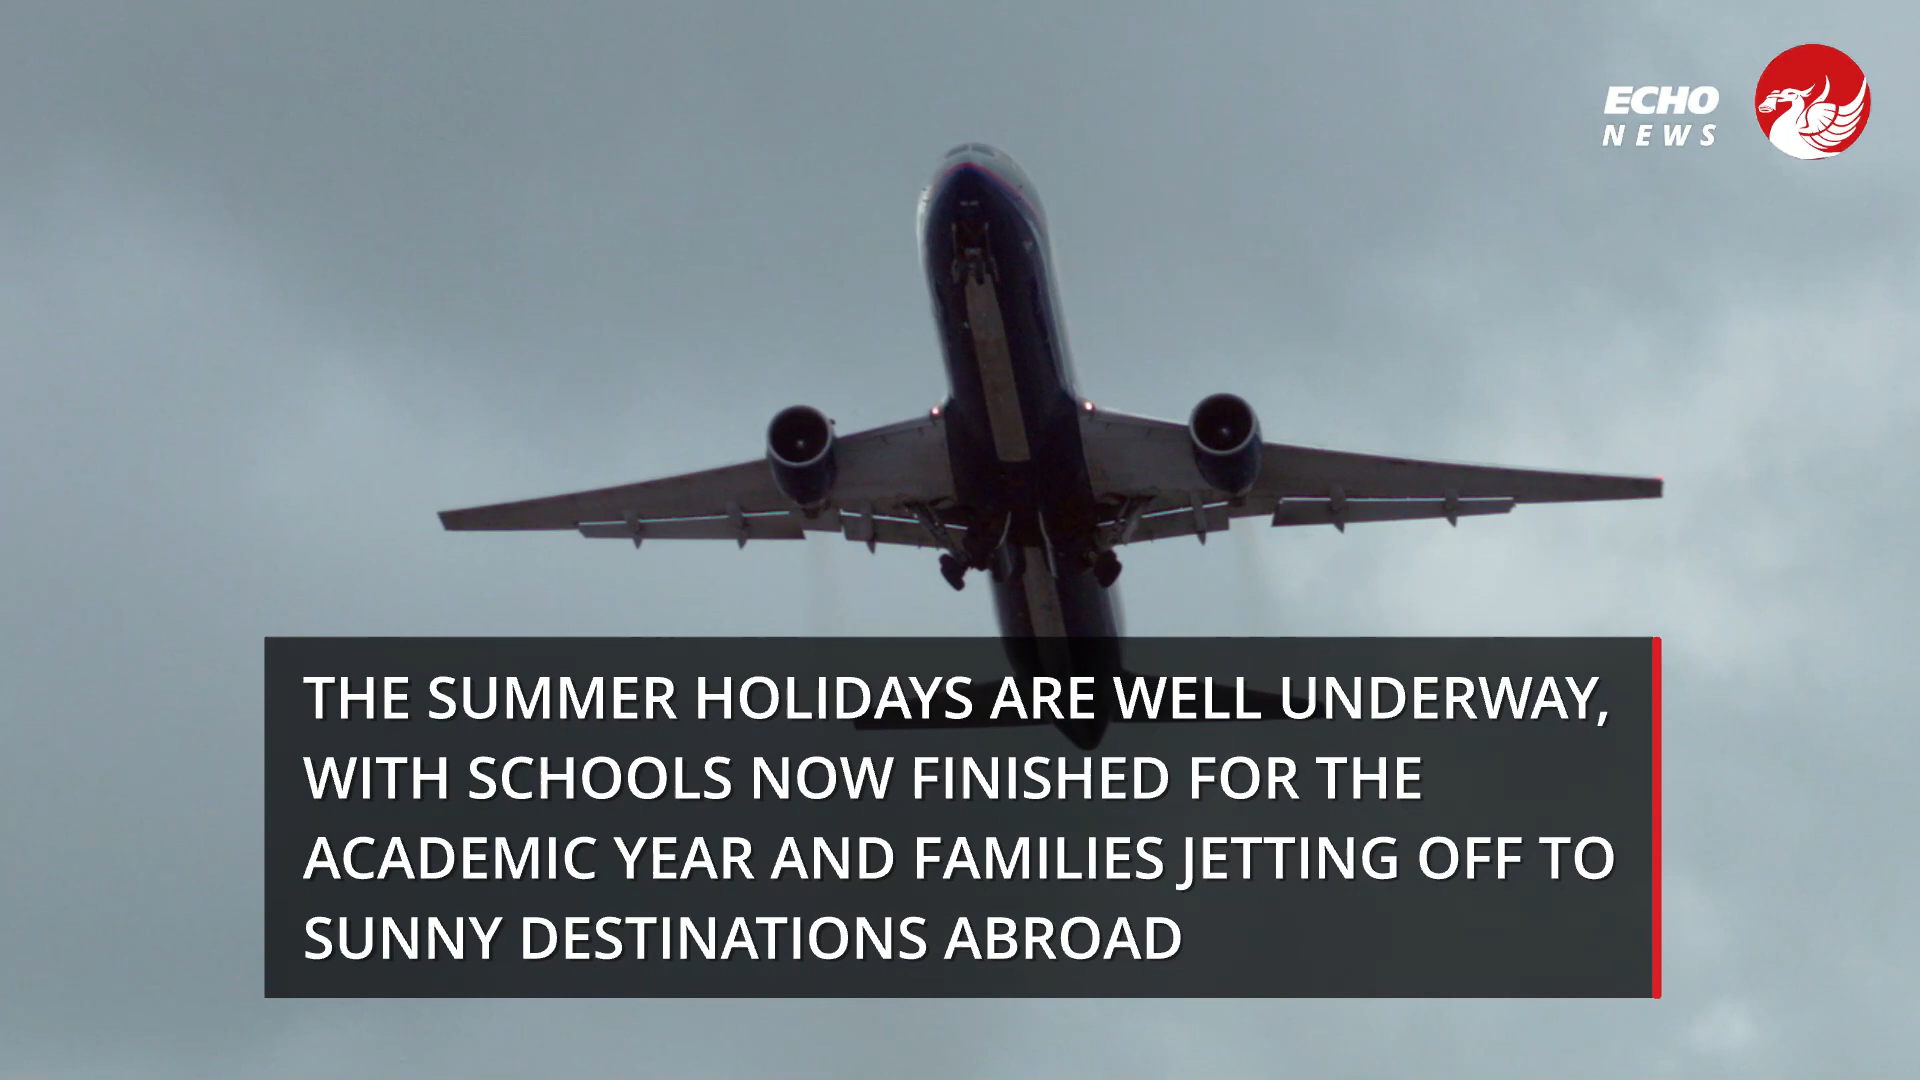 ECHO
NEWS
THE SUMMER HOLIDAYS ARE WELL UNDERWAY,
WITH SCHOOLS NOW FINISHED FOR THE
ACADEMIC YEAR AND FAMILIES JETTING OFF TO
SUNNY DESTINATIONS ABROAD